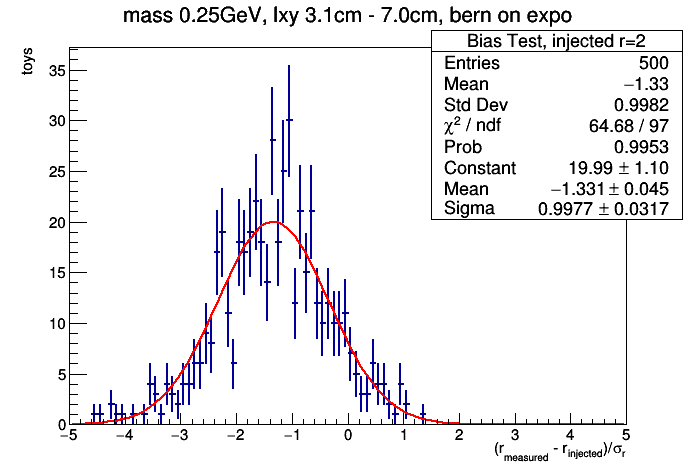 mass 0.25GeV, lxy 3.1cm - 7.0cm, bern on expo
Bias Test, injected r=2
Entries 500
Mean −1.33
Std Dev 0.9982
χ² / ndf 64.68 / 97
Prob 0.9953
Constant 19.99 ± 1.10
Mean −1.331 ± 0.045
Sigma 0.9977 ± 0.0317
toys
35
30
25
20
15
10
5
0
−5 −4 −3 −2 −1 0 1 2 3 4 5
(r_measured - r_injected)/σ_r